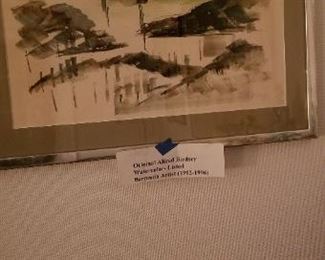 Original Alfred Birdsey
Watercolor - Listed
Bermuda Artist (1912-1996)